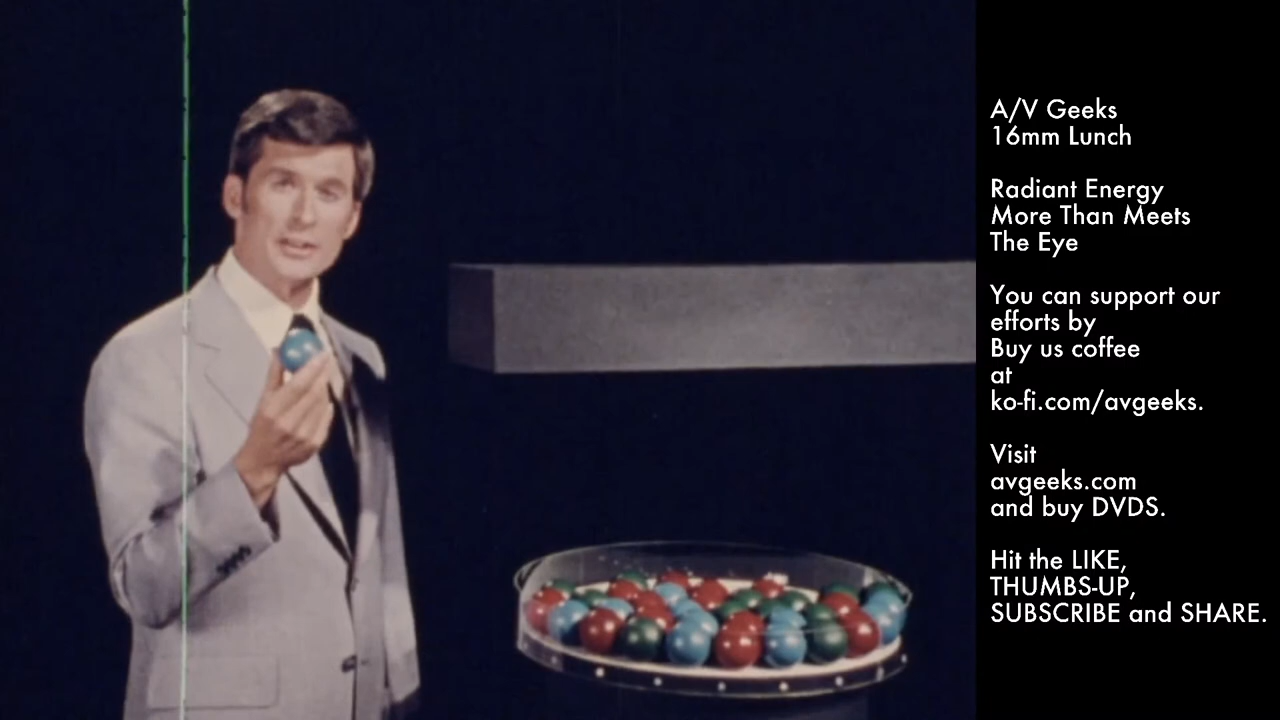 A/V Geeks
16mm Lunch
Radiant Energy
More Than Meets
The Eye
You can support our
efforts by
Buy us coffee
at
ko-fi.com/avgeeks.
Visit
avgeeks.com
and buy DVDS.
Hit the LIKE,
THUMBS-UP,
SUBSCRIBE and SHARE.